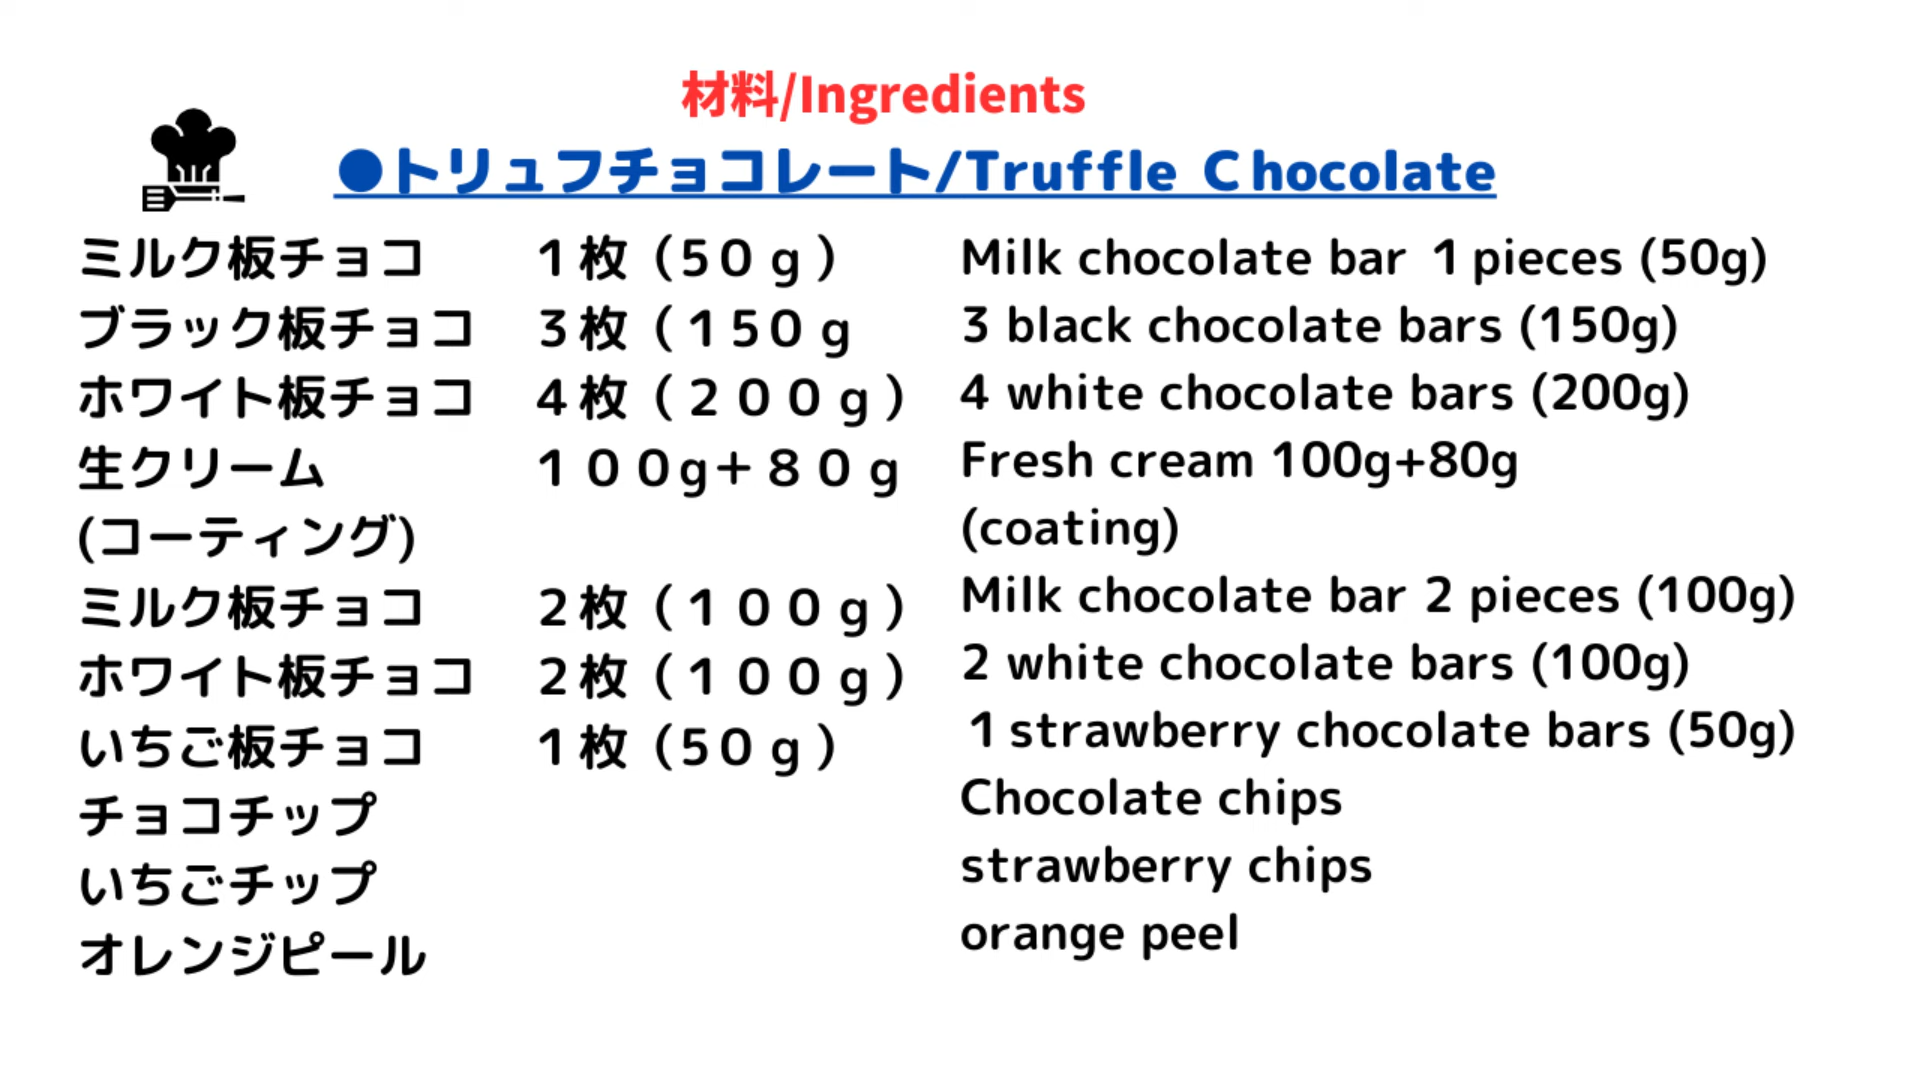 材料/Ingredients
●トリュフチョコレート/Truffle Ｃhocolate
ミルク板チョコ　　１枚（50ｇ）
ブラック板チョコ　３枚（１50ｇ
ホワイト板チョコ　４枚（２００ｇ）
生クリーム　　　　１００g＋８０ｇ
(コーティング)
ミルク板チョコ　　２枚（１００ｇ）
ホワイト板チョコ　２枚（１００ｇ）
いちご板チョコ　　１枚（50ｇ）
チョコチップ
いちごチップ
オレンジピール
Milk chocolate bar １pieces (50g)
3 black chocolate bars (150g)
4 white chocolate bars (200g)
Fresh cream 100g+80g
(coating)
Milk chocolate bar 2 pieces (100g)
2 white chocolate bars (100g)
１strawberry chocolate bars (50g)
Chocolate chips
strawberry chips
orange peel